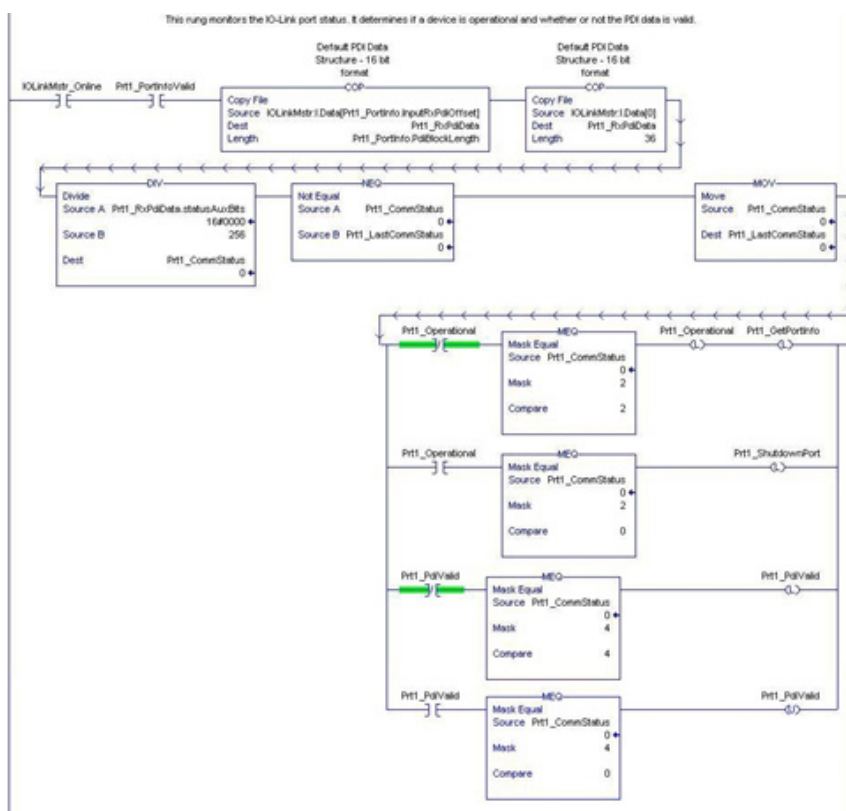 This rung monitors the IO-Link port status. It determines if a device is operational and whether or not the PDI data is valid.
Default PDI Data
Structure - 16 bit
format
Default PDI Data
Structure - 16 bit
format
IOLinkMstr_Online
Prt1_PortInfoValid
COP
Copy File
Source IOLinkMstr:I.Data[Prt1_PortInfo.InputRxPdiOffset]
Dest Prt1_RxPdiData
Length Prt1_PortInfo.PdiBlockLength
COP
Copy File
Source IOLinkMstr:I.Data[0]
Dest Prt1_RxPdiData
Length 36
DIV
Divide
Source A Prt1_RxPdiData.statusAuxBits
16#0000
Source B 256
Dest Prt1_CommStatus
0
NEQ
Not Equal
Source A Prt1_CommStatus
0
Source B Prt1_LastCommStatus
0
MOV
Move
Source Prt1_CommStatus
0
Dest Prt1_LastCommStatus
0
Prt1_Operational
MEQ
Mask Equal
Source Prt1_CommStatus
0
Mask 2
Compare 2
Prt1_Operational
L
Prt1_GetPortInfo
L
Prt1_Operational
MEQ
Mask Equal
Source Prt1_CommStatus
0
Mask 2
Compare 0
Prt1_ShutdownPort
L
Prt1_PdiValid
MEQ
Mask Equal
Source Prt1_CommStatus
0
Mask 4
Compare 4
Prt1_PdiValid
L
Prt1_PdiValid
MEQ
Mask Equal
Source Prt1_CommStatus
0
Mask 4
Compare 0
Prt1_PdiValid
U